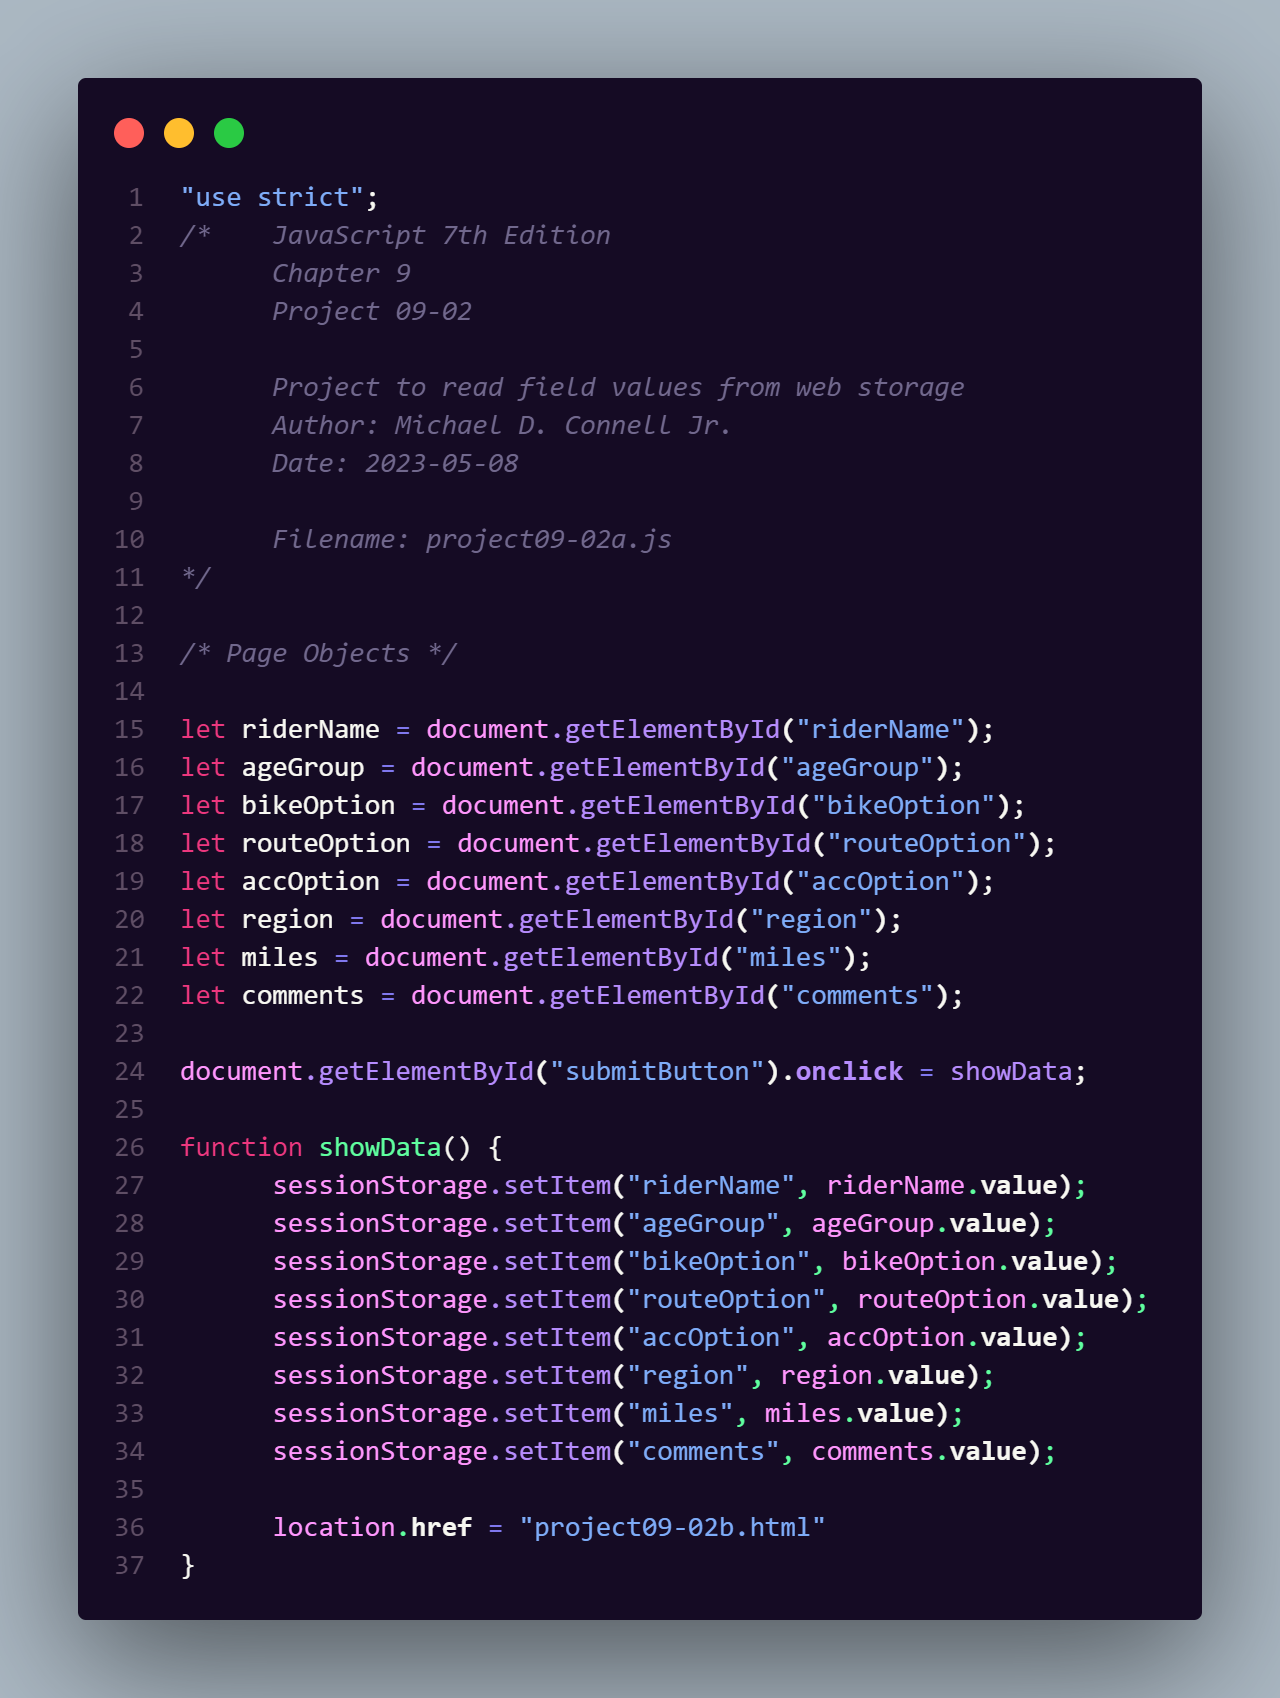 1 "use strict";
2 /*    JavaScript 7th Edition
3       Chapter 9
4       Project 09-02
5
6       Project to read field values from web storage
7       Author: Michael D. Connell Jr.
8       Date: 2023-05-08
9
10       Filename: project09-02a.js
11 */
12
13 /* Page Objects */
14
15 let riderName = document.getElementById("riderName");
16 let ageGroup = document.getElementById("ageGroup");
17 let bikeOption = document.getElementById("bikeOption");
18 let routeOption = document.getElementById("routeOption");
19 let accOption = document.getElementById("accOption");
20 let region = document.getElementById("region");
21 let miles = document.getElementById("miles");
22 let comments = document.getElementById("comments");
23
24 document.getElementById("submitButton").onclick = showData;
25
26 function showData() {
27       sessionStorage.setItem("riderName", riderName.value);
28       sessionStorage.setItem("ageGroup", ageGroup.value);
29       sessionStorage.setItem("bikeOption", bikeOption.value);
30       sessionStorage.setItem("routeOption", routeOption.value);
31       sessionStorage.setItem("accOption", accOption.value);
32       sessionStorage.setItem("region", region.value);
33       sessionStorage.setItem("miles", miles.value);
34       sessionStorage.setItem("comments", comments.value);
35
36       location.href = "project09-02b.html"
37 }